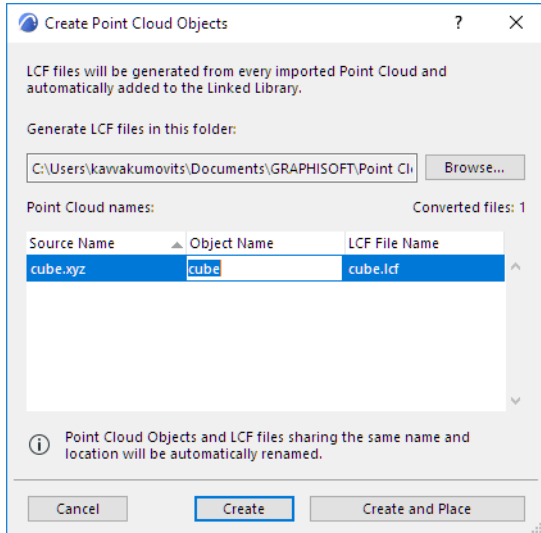 Create Point Cloud Objects
LCF files will be generated from every imported Point Cloud and
automatically added to the Linked Library.
Generate LCF files in this folder:
C:\Users\kawakumovits\Documents\GRAPHISOFT\Point Cl
Browse...
Point Cloud names:
Converted files: 1
Source Name Object Name LCF File Name
cube.xyz cube cube.lcf
Point Cloud Objects and LCF files sharing the same name and
location will be automatically renamed.
Cancel Create Create and Place